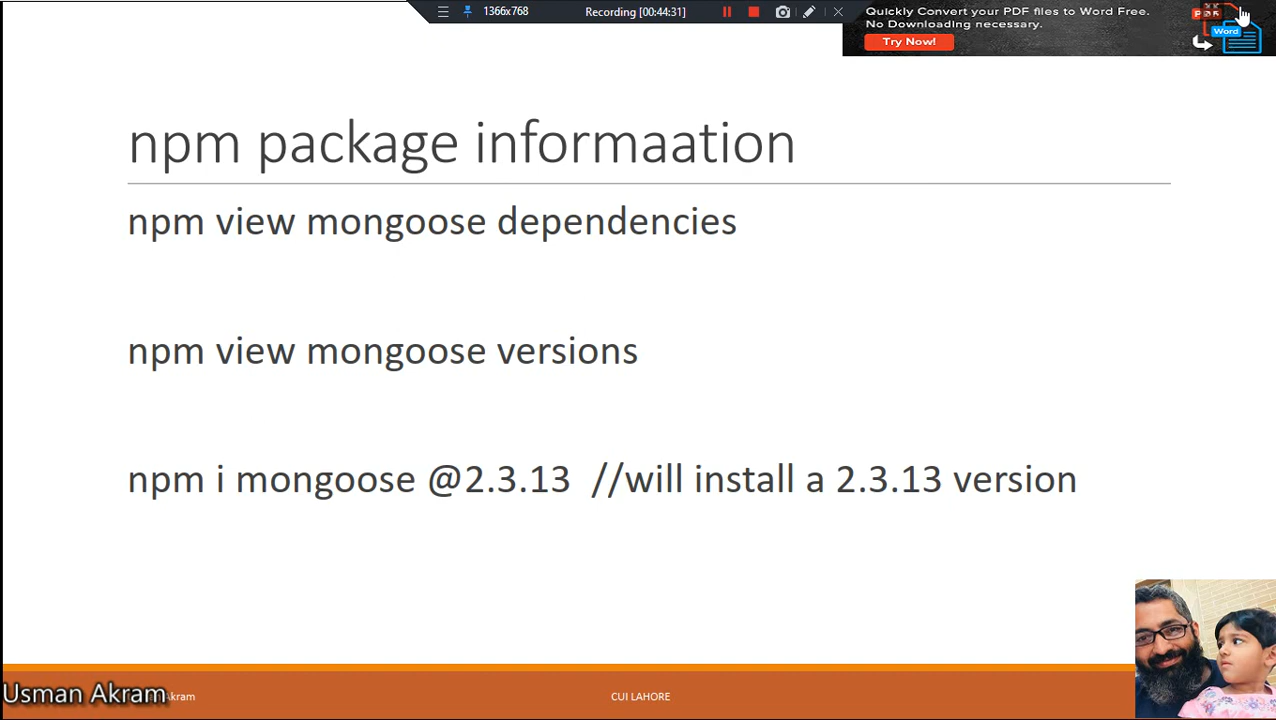 1366x768
Recording [00:44:31]
Quickly Convert your PDF files to Word Free.
No Downloading necessary.
Try Now!
Word
npm package informaation
npm view mongoose dependencies
npm view mongoose versions
npm i mongoose @2.3.13 //will install a 2.3.13 version
Usman Akram
Akram
CUI LAHORE